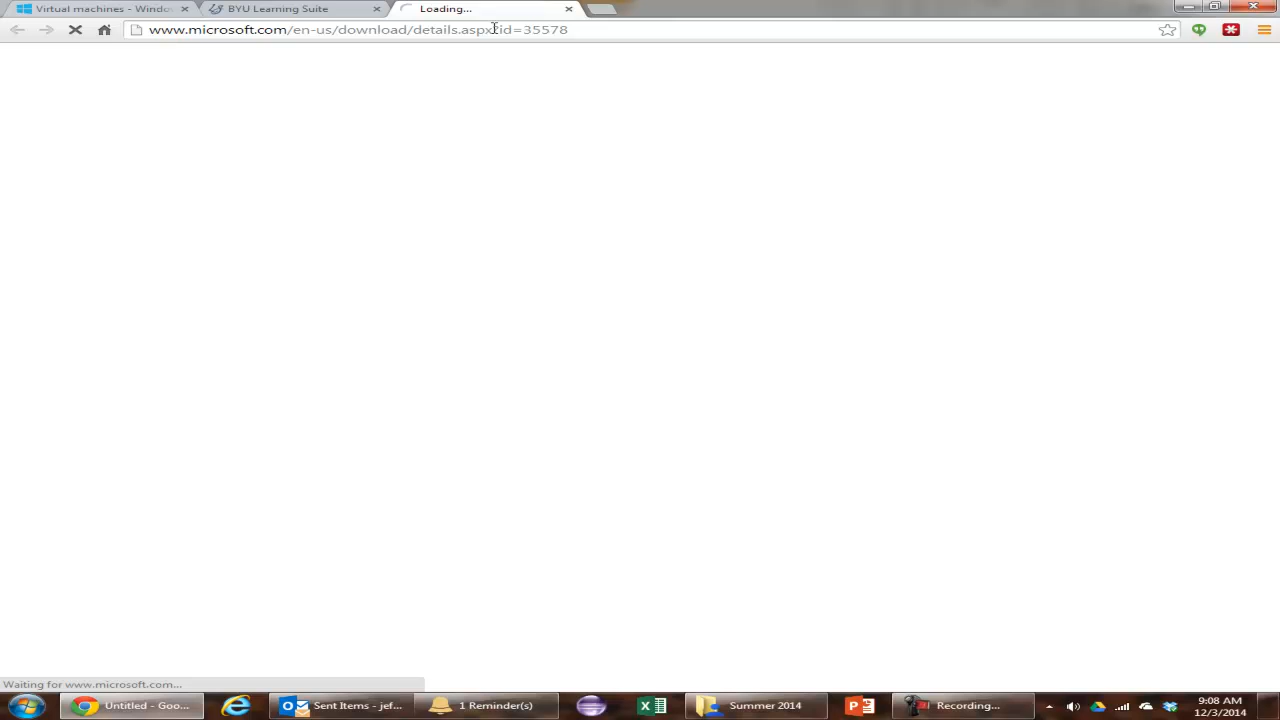 Virtual machines - Windo
BYU Learning Suite
Loading...
www.microsoft.com/en-us/download/details.aspx?id=35578
Waiting for www.microsoft.com...
Untitled - Goo...
Sent Items - jef...
1 Reminder(s)
Summer 2014
Recording...
9:08 AM
12/3/2014